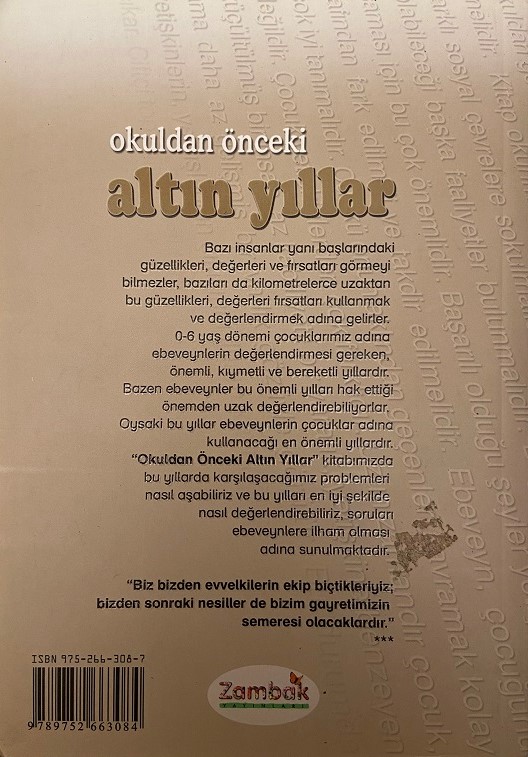 okuldan önceki
altın yıllar
Bazı insanlar yanı başlarındaki
güzellikleri, değerleri ve fırsatları görmeyi
bilmezler, bazıları da kilometrelerce uzaktan
bu güzellikleri, değerleri fırsatları kullanmak
ve değerlendirmek adına gelirler.
0-6 yaş dönemi çocuklarımız adına
ebeveynlerin değerlendirmesi gereken,
önemli, kıymetli ve bereketli yıllardır.
Bazen ebeveynler bu önemli yılları hak ettiği
önemden uzak değerlendirebiliyorlar.
Oysaki bu yıllar ebeveynlerin çocuklar adına
kullanacağı en önemli yıllardır.
"Okuldan Önceki Altın Yıllar" kitabımızda
bu yıllarda karşılaşacağımız problemleri
nasıl aşabiliriz ve bu yılları en iyi şekilde
nasıl değerlendirebiliriz, soruları
ebeveynlere ilham olması
adına sunulmaktadır.
"Biz bizden evvelkilerin ekip biçtikleriyiz;
bizden sonraki nesiller de bizim gayretimizin
semeresi olacaklardır."
***
ISBN 975-266-308-7
9 789752 663084
Zambak
YAYINLARI